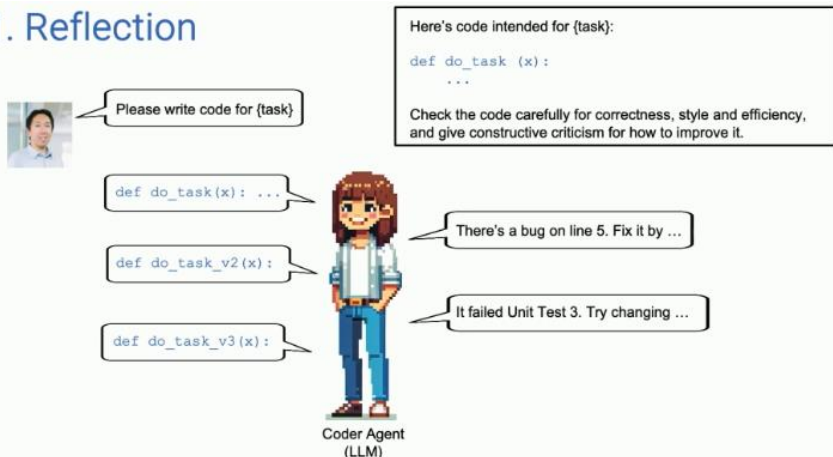 . Reflection
Here's code intended for {task}:
def do_task (x):
...
Check the code carefully for correctness, style and efficiency,
and give constructive criticism for how to improve it.
Please write code for {task}
def do_task(x): ...
There's a bug on line 5. Fix it by ...
def do_task_v2(x):
It failed Unit Test 3. Try changing ...
def do_task_v3(x):
Coder Agent
(LLM)